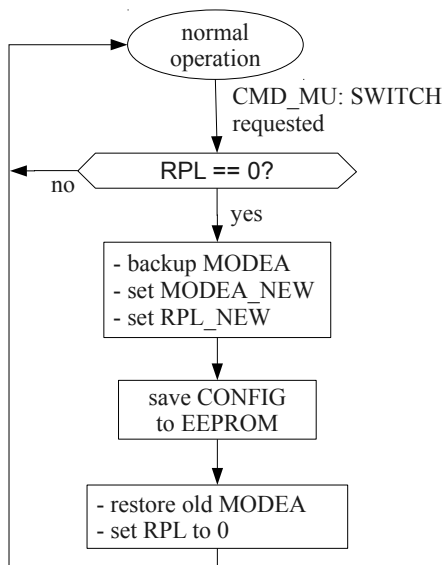 normal
operation
CMD_MU: SWITCH
requested
RPL == 0?
no
yes
- backup MODEA
- set MODEA_NEW
- set RPL_NEW
save CONFIG
to EEPROM
- restore old MODEA
- set RPL to 0